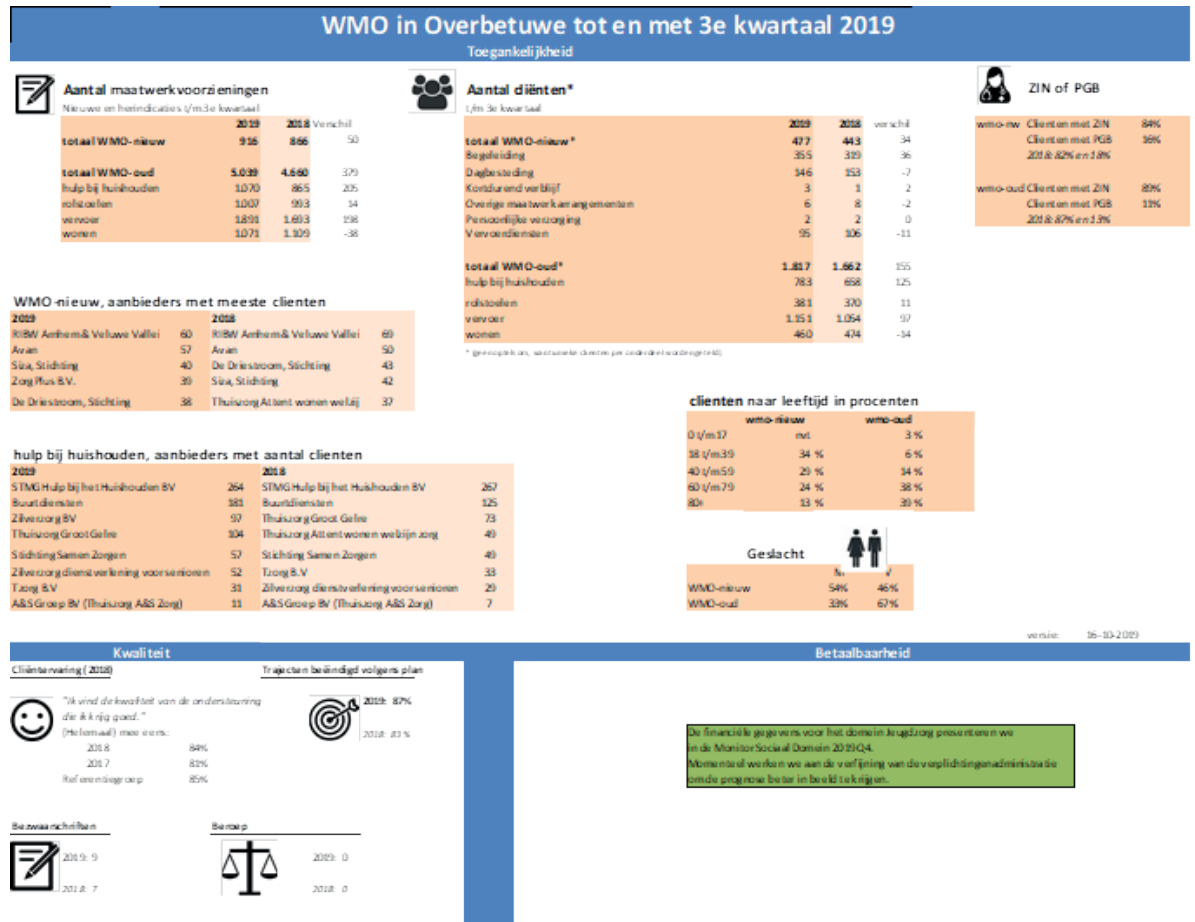 WMO in Overbetuwe tot en met 3e kwartaal 2019
Toegankelijkheid
Aantal maatwerkvoorzieningen
Nieuwe en herindicaties t/m 3e kwartaal
2019 2018 Verschil
totaal WMO-nieuw 916 866 50
totaal WMO-oud 5.039 4.660 379
hulp bij huishouden 1.070 865 205
rolstoelen 1.007 993 14
vervoer 1.891 1.693 198
wonen 1.071 1.109 -38
Aantal cliënten*
t/m 3e kwartaal
2019 2018 verschil
totaal WMO-nieuw* 477 443 34
Begeleiding 355 319 36
Dagbesteding 146 153 -7
Kortdurend verblijf 3 1 2
Overige maatwerkarrangementen 6 8 -2
Persoonlijke verzorging 2 2 0
Vervoerdiensten 95 106 -11
totaal WMO-oud* 1.817 1.662 155
hulp bij huishouden 783 658 125
rolstoelen 381 370 11
vervoer 1.151 1.054 97
wonen 460 474 -14
* (geen optelsom, want unieke clienten per onderdeel worden geteld)
ZIN of PGB
wmo-nw Clienten met ZIN 84%
Clienten met PGB 16%
2018: 82% en 18%
wmo-oud Clienten met ZIN 89%
Clienten met PGB 11%
2018: 87% en 13%
WMO-nieuw, aanbieders met meeste clienten
2019 2018
RIBW Arnhem & Veluwe Vallei 60 RIBW Arnhem & Veluwe Vallei 69
Avan 57 Avan 50
Siza, Stichting 40 De Driestroom, Stichting 43
Zorg Plus B.V. 39 Siza, Stichting 42
De Driestroom, Stichting 38 Thuiszorg Attent wonen welzij 37
hulp bij huishouden, aanbieders met aantal clienten
2019 2018
STMG Hulp bij het Huishouden BV 264 STMG Hulp bij het Huishouden BV 267
Buurtdiensten 181 Buurtdiensten 125
Zilverzorg BV 97 Thuiszorg Groot Gelre 73
Thuiszorg Groot Gelre 104 Thuiszorg Attent wonen welzijn zorg 49
Stichting Samen Zorgen 57 Stichting Samen Zorgen 49
Zilverzorg dienstverlening voor senioren 52 Tzorg B.V 33
Tzorg B.V 31 Zilverzorg dienstverlening voor senioren 29
A&S Groep BV (Thuiszorg A&S Zorg) 11 A&S Groep BV (Thuiszorg A&S Zorg) 7
clienten naar leeftijd in procenten
wmo-nieuw wmo-oud
0 t/m 17 nvt 3 %
18 t/m 39 34 % 6 %
40 t/m 59 29 % 14 %
60 t/m 79 24 % 38 %
80+ 13 % 39 %
Geslacht
M V
WMO-nieuw 54% 46%
WMO-oud 33% 67%
versie: 16-10-2019
Kwaliteit
Cliëntervaring (2018)
"Ik vind de kwaliteit van de ondersteuning
die ik krijg goed."
(Helemaal) mee eens:
2018 84%
2017 81%
Referentiegroep 85%
Trajecten beëindigd volgens plan
2019: 87%
2018: 83 %
Bezwaarschriften
2019: 9
2018: 7
Beroep
2019: 0
2018: 0
Betaalbaarheid
De financiële gegevens voor het domein Jeugdzorg presenteren we
in de Monitor Sociaal Domein 2019 Q4.
Momenteel werken we aan de verfijning van de verplichtingenadministratie
om de prognose beter in beeld te krijgen.